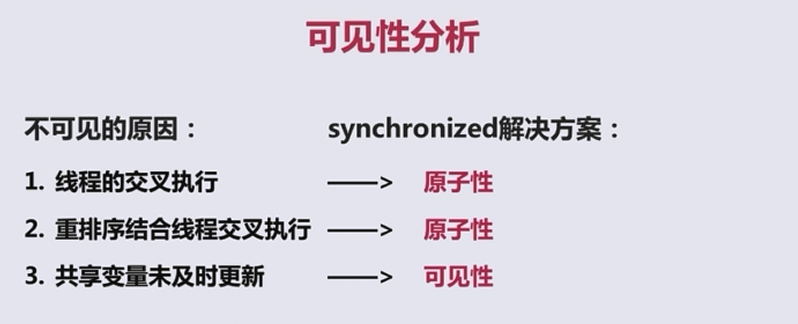 可见性分析
不可见的原因： synchronized解决方案：
1. 线程的交叉执行 ——> 原子性
2. 重排序结合线程交叉执行 ——> 原子性
3. 共享变量未及时更新 ——> 可见性